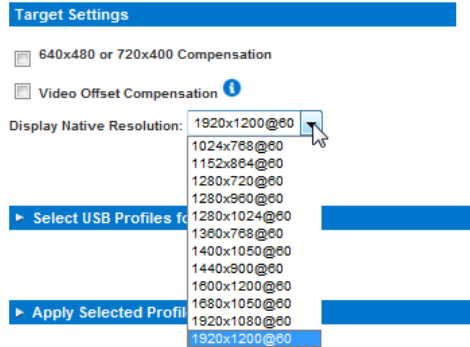 Target Settings
640x480 or 720x400 Compensation
Video Offset Compensation i
Display Native Resolution: 1920x1200@60
1024x768@60
1152x864@60
1280x720@60
1280x960@60
Select USB Profiles fo 1280x1024@60
1360x768@60
1400x1050@60
1440x900@60
1600x1200@60
1680x1050@60
Apply Selected Profil 1920x1080@60
1920x1200@60